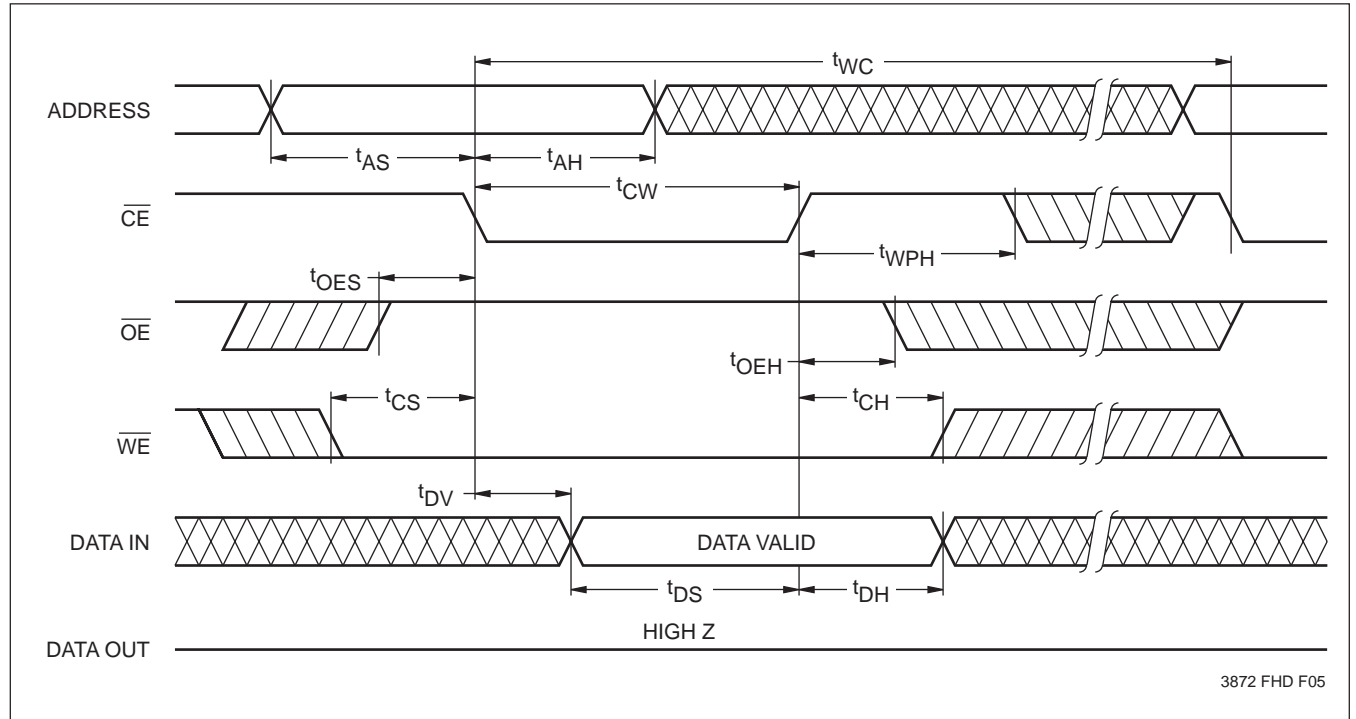 tWC
ADDRESS
tAS
tAH
tCW
CE
tWPH
tOES
OE
tOEH
tCS
tCH
WE
tDV
DATA IN
DATA VALID
tDS
tDH
HIGH Z
DATA OUT
3872 FHD F05